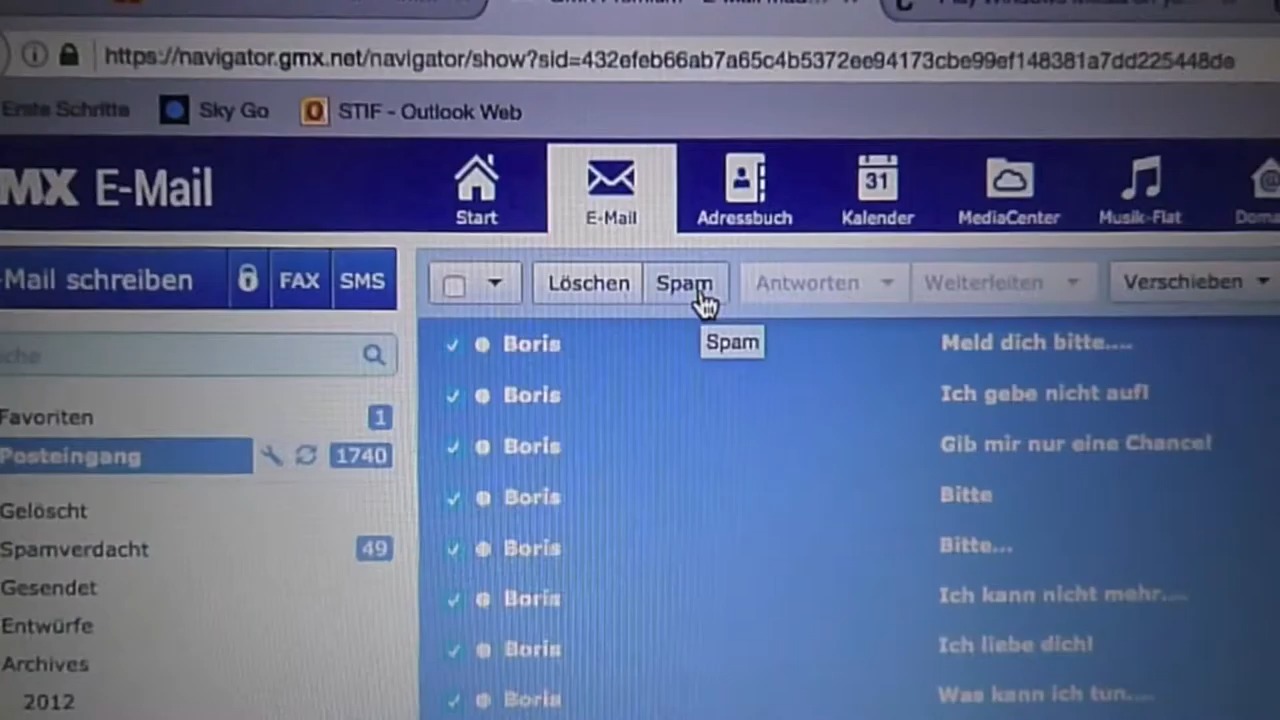 https://navigator.gmx.net/navigator/show?sid=432efeb66ab7a65c4b5372ee94173cbe99ef148381a7dd225448de
Erste Schritte Sky Go STIF - Outlook Web
MX E-Mail
Start E-Mail Adressbuch 31 Kalender MediaCenter Musik-Flat Doma
-Mail schreiben FAX SMS
Löschen Spam Antworten Weiterleiten Verschieben
Spam
che
Favoriten 1
Posteingang 1740
Gelöscht
Spamverdacht 49
Gesendet
Entwürfe
Archives
2012
Boris Meld dich bitte....
Boris Ich gebe nicht auf!
Boris Gib mir nur eine Chance!
Boris Bitte
Boris Bitte...
Boris Ich kann nicht mehr....
Boris Ich liebe dich!
Boris Was kann ich tun....